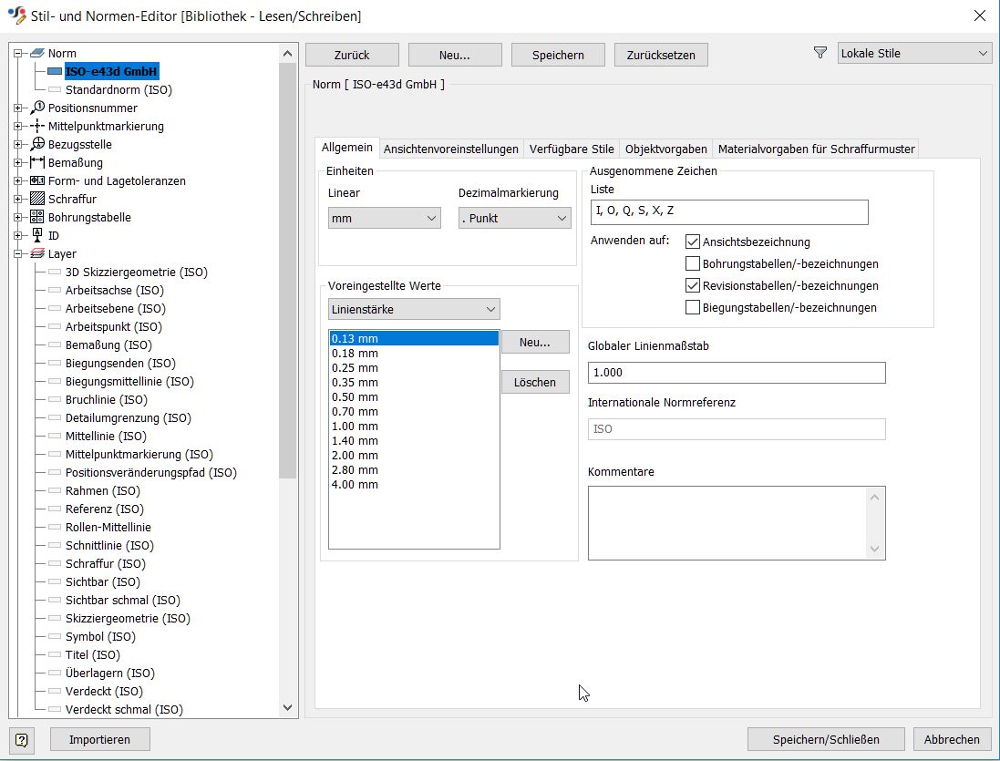 Stil- und Normen-Editor [Bibliothek - Lesen/Schreiben]
Norm
ISO-e43d GmbH
Standardnorm (ISO)
Positionsnummer
Mittelpunktmarkierung
Bezugsstelle
Bemaßung
Form- und Lagetoleranzen
Schraffur
Bohrungstabelle
ID
Layer
3D Skizziergeometrie (ISO)
Arbeitsachse (ISO)
Arbeitsebene (ISO)
Arbeitspunkt (ISO)
Bemaßung (ISO)
Biegungsenden (ISO)
Biegungsmittellinie (ISO)
Bruchlinie (ISO)
Detailumgrenzung (ISO)
Mittellinie (ISO)
Mittelpunktmarkierung (ISO)
Positionsveränderungspfad (ISO)
Rahmen (ISO)
Referenz (ISO)
Rollen-Mittellinie
Schnittlinie (ISO)
Schraffur (ISO)
Sichtbar (ISO)
Sichtbar schmal (ISO)
Skizziergeometrie (ISO)
Symbol (ISO)
Titel (ISO)
Überlagern (ISO)
Verdeckt (ISO)
Verdeckt schmal (ISO)
Zurück Neu... Speichern Zurücksetzen Lokale Stile
Norm [ ISO-e43d GmbH ]
Allgemein Ansichtenvoreinstellungen Verfügbare Stile Objektvorgaben Materialvorgaben für Schraffurmuster
Einheiten
Linear Dezimalmarkierung
mm . Punkt
Voreingestellte Werte
Linienstärke
0.13 mm
0.18 mm
0.25 mm
0.35 mm
0.50 mm
0.70 mm
1.00 mm
1.40 mm
2.00 mm
2.80 mm
4.00 mm
Neu...
Löschen
Ausgenommene Zeichen
Liste
I, O, Q, S, X, Z
Anwenden auf: Ansichtsbezeichnung
Bohrungstabellen/-bezeichnungen
Revisionstabellen/-bezeichnungen
Biegungstabellen/-bezeichnungen
Globaler Linienmaßstab
1.000
Internationale Normreferenz
ISO
Kommentare
? Importieren Speichern/Schließen Abbrechen